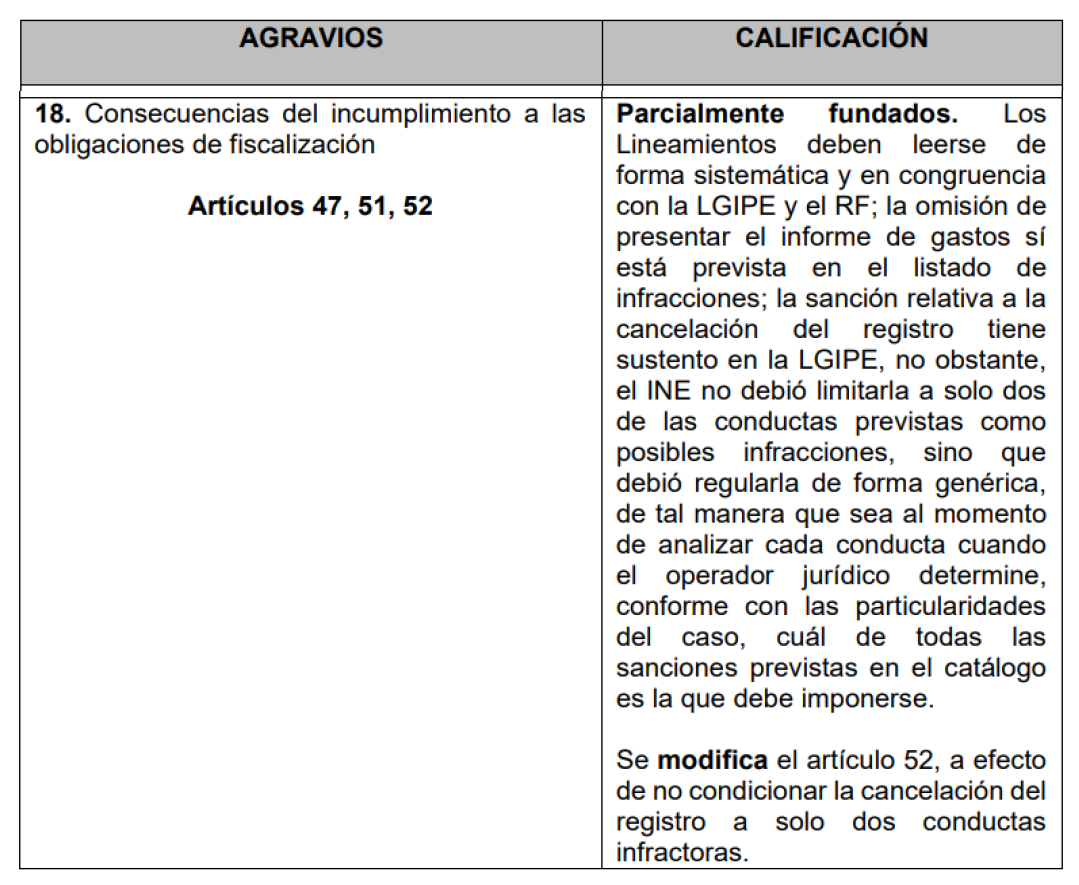 AGRAVIOS
CALIFICACIÓN
18. Consecuencias del incumplimiento a las
obligaciones de fiscalización
Artículos 47, 51, 52
Parcialmente fundados. Los
Lineamientos deben leerse de
forma sistemática y en congruencia
con la LGIPE y el RF; la omisión de
presentar el informe de gastos sí
está prevista en el listado de
infracciones; la sanción relativa a la
cancelación del registro tiene
sustento en la LGIPE, no obstante,
el INE no debió limitarla a solo dos
de las conductas previstas como
posibles infracciones, sino que
debió regularla de forma genérica,
de tal manera que sea al momento
de analizar cada conducta cuando
el operador jurídico determine,
conforme con las particularidades
del caso, cuál de todas las
sanciones previstas en el catálogo
es la que debe imponerse.
Se modifica el artículo 52, a efecto
de no condicionar la cancelación del
registro a solo dos conductas
infractoras.